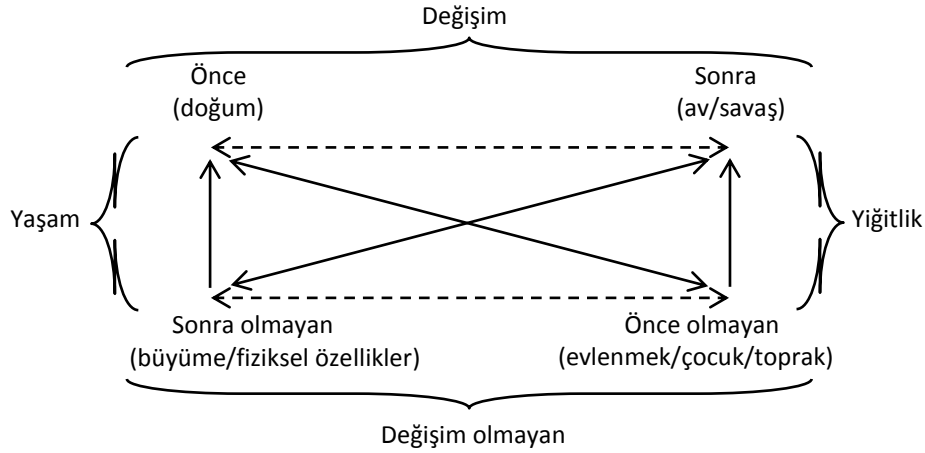 Değişim
Önce
(doğum)
Sonra
(av/savaş)
Yaşam
Yiğitlik
Sonra olmayan
(büyüme/fiziksel özellikler)
Önce olmayan
(evlenmek/çocuk/toprak)
Değişim olmayan